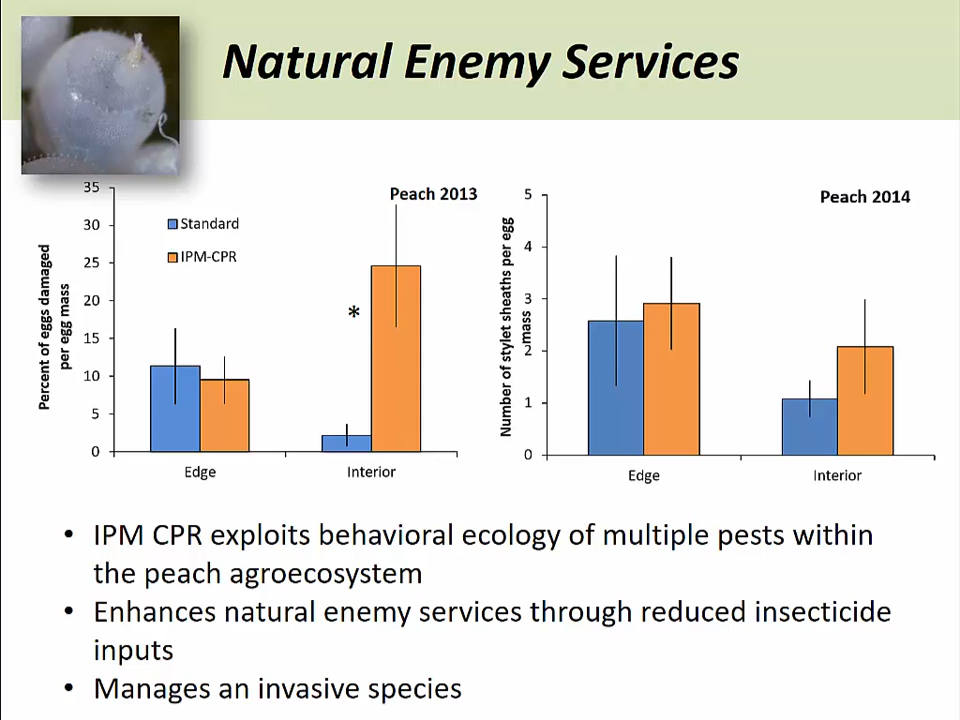 Natural Enemy Services
35
30
25
20
15
10
5
0
Percent of eggs damaged
per egg mass
Peach 2013
Standard
IPM-CPR
*
Edge
Interior
5
4
3
2
1
0
Number of stylet sheaths per egg
mass
Peach 2014
Edge
Interior
• IPM CPR exploits behavioral ecology of multiple pests within
the peach agroecosystem
• Enhances natural enemy services through reduced insecticide
inputs
• Manages an invasive species